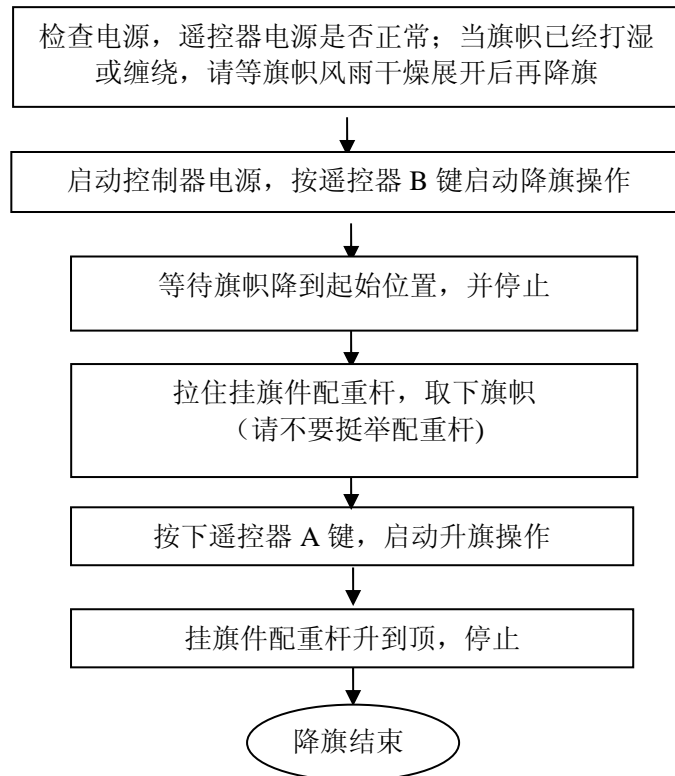 检查电源，遥控器电源是否正常；当旗帜已经打湿
或缠绕，请等旗帜风雨干燥展开后再降旗
启动控制器电源，按遥控器 B 键启动降旗操作
等待旗帜降到起始位置，并停止
拉住挂旗件配重杆，取下旗帜
（请不要挺举配重杆)
按下遥控器 A 键，启动升旗操作
挂旗件配重杆升到顶，停止
降旗结束